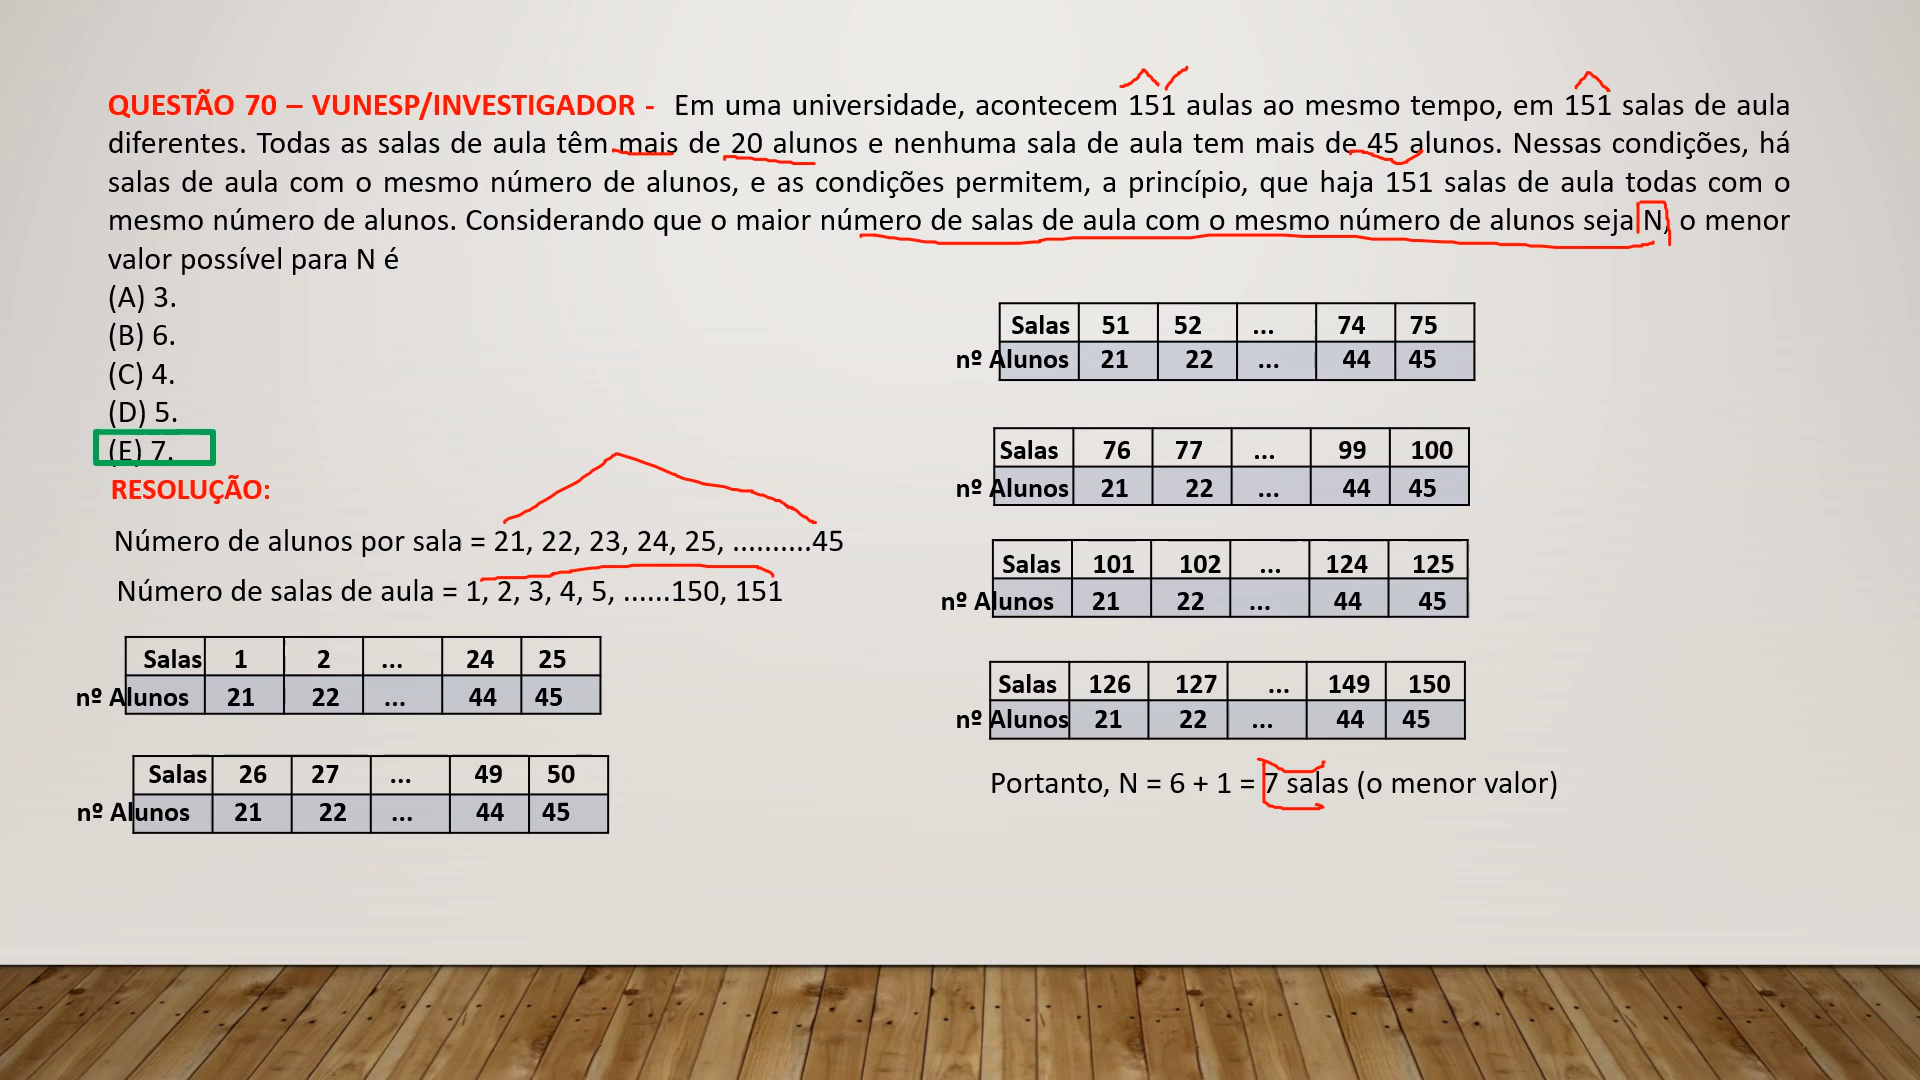 QUESTÃO 70 – VUNESP/INVESTIGADOR - Em uma universidade, acontecem 151 aulas ao mesmo tempo, em 151 salas de aula
diferentes. Todas as salas de aula têm mais de 20 alunos e nenhuma sala de aula tem mais de 45 alunos. Nessas condições, há
salas de aula com o mesmo número de alunos, e as condições permitem, a princípio, que haja 151 salas de aula todas com o
mesmo número de alunos. Considerando que o maior número de salas de aula com o mesmo número de alunos seja N, o menor
valor possível para N é
(A) 3.
(B) 6.
(C) 4.
(D) 5.
(E) 7.
RESOLUÇÃO:
Número de alunos por sala = 21, 22, 23, 24, 25, ..........45
Número de salas de aula = 1, 2, 3, 4, 5, ......150, 151
Salas 1 2 ... 24 25
nº Alunos 21 22 ... 44 45
Salas 26 27 ... 49 50
nº Alunos 21 22 ... 44 45
Salas 51 52 ... 74 75
nº Alunos 21 22 ... 44 45
Salas 76 77 ... 99 100
nº Alunos 21 22 ... 44 45
Salas 101 102 ... 124 125
nº Alunos 21 22 ... 44 45
Salas 126 127 ... 149 150
nº Alunos 21 22 ... 44 45
Portanto, N = 6 + 1 = 7 salas (o menor valor)